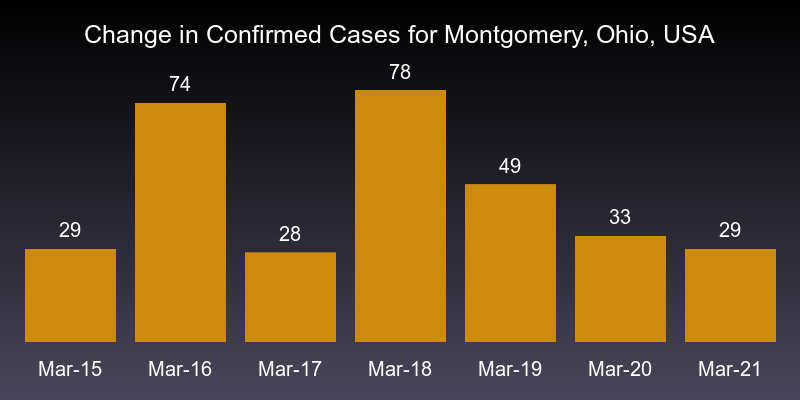 Change in Confirmed Cases for Montgomery, Ohio, USA
29
74
28
78
49
33
29
Mar-15
Mar-16
Mar-17
Mar-18
Mar-19
Mar-20
Mar-21